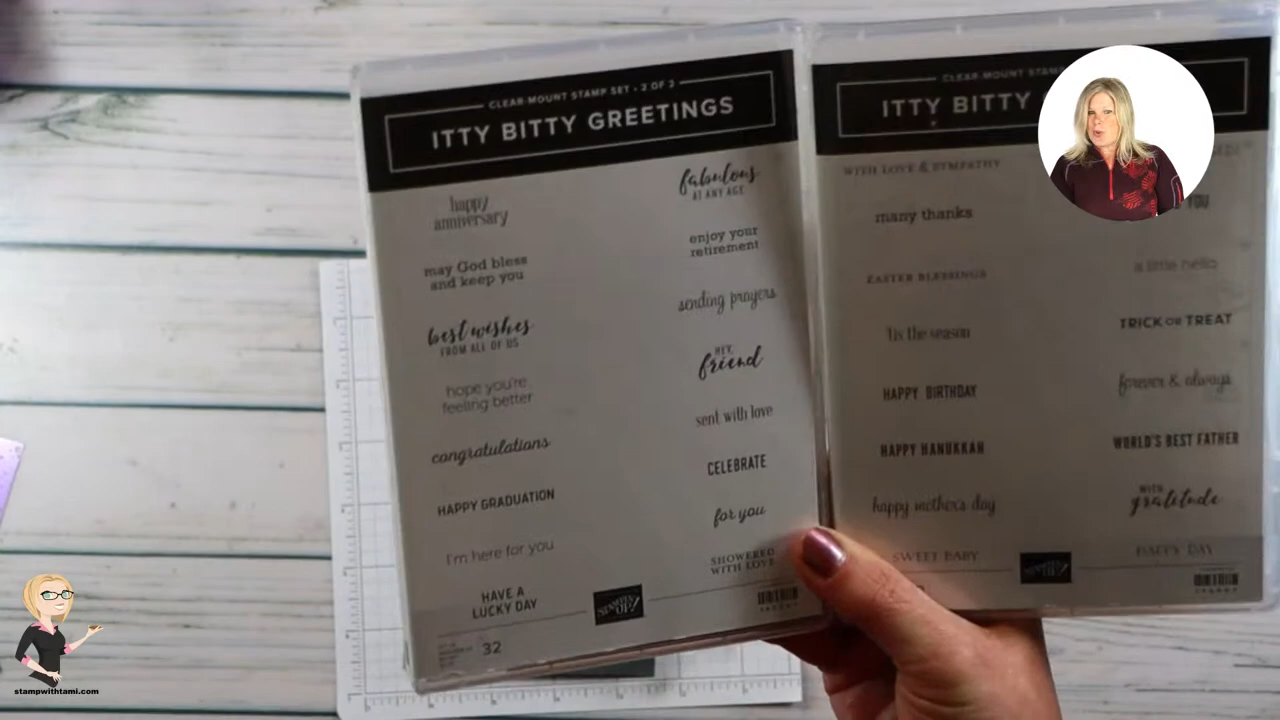 CLEAR-MOUNT STAMP SET • 2 OF 2
ITTY BITTY GREETINGS
happy
anniversary
may God bless
and keep you
best wishes
FROM ALL OF US
hope you're
feeling better
congratulations
HAPPY GRADUATION
I'm here for you
HAVE A
LUCKY DAY
fabulous
AT ANY AGE
enjoy your
retirement
sending prayers
HEY,
friend
sent with love
CELEBRATE
for you
SHOWERED
WITH LOVE
STAMPIN' UP!
32
CLEAR-MOUNT STAMP
ITTY BITTY
WITH LOVE & SYMPATHY
many thanks
EASTER BLESSINGS
'tis the season
HAPPY BIRTHDAY
HAPPY HANUKKAH
happy mother's day
SWEET BABY
YOU
a little hello
TRICK OR TREAT
forever & always
WORLD'S BEST FATHER
WITH
gratitude
DAY
stampwithtami.com